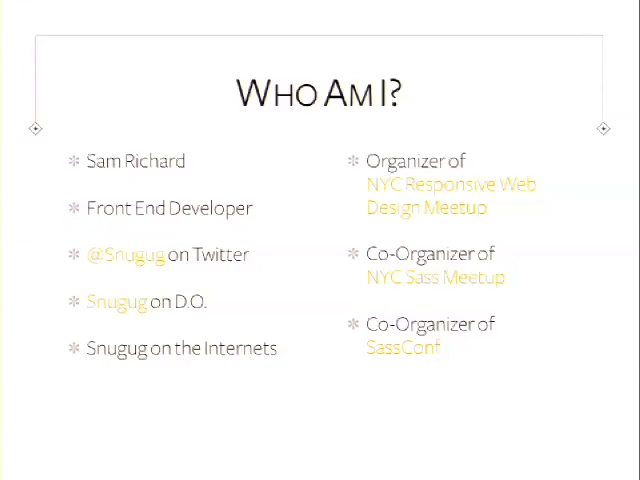 Who Am I?
Sam Richard
Front End Developer
@Snugug on Twitter
Snugug on D.O.
Snugug on the Internets
Organizer of
NYC Responsive Web
Design Meetup
Co-Organizer of
NYC Sass Meetup
Co-Organizer of
SassConf